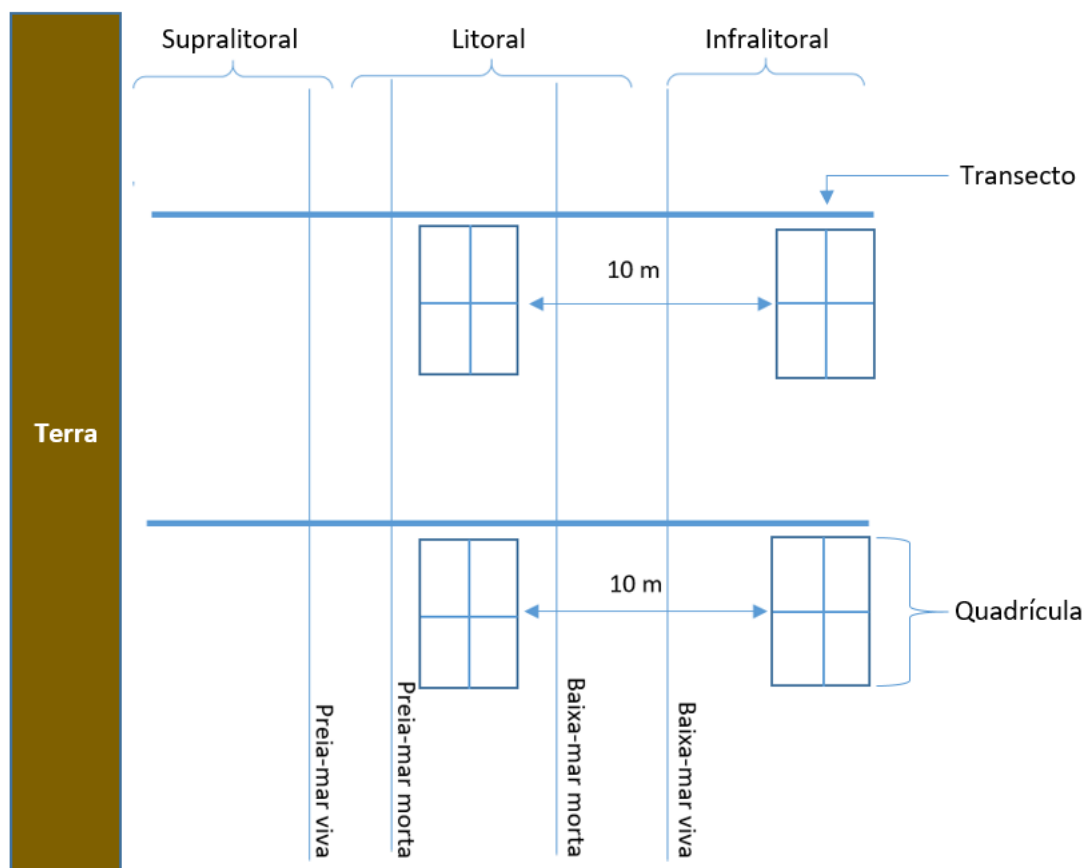 Supralitoral
Litoral
Infralitoral
Transecto
10 m
Terra
10 m
Quadrícula
Preia-mar viva
Preia-mar morta
Baixa-mar morta
Baixa-mar viva